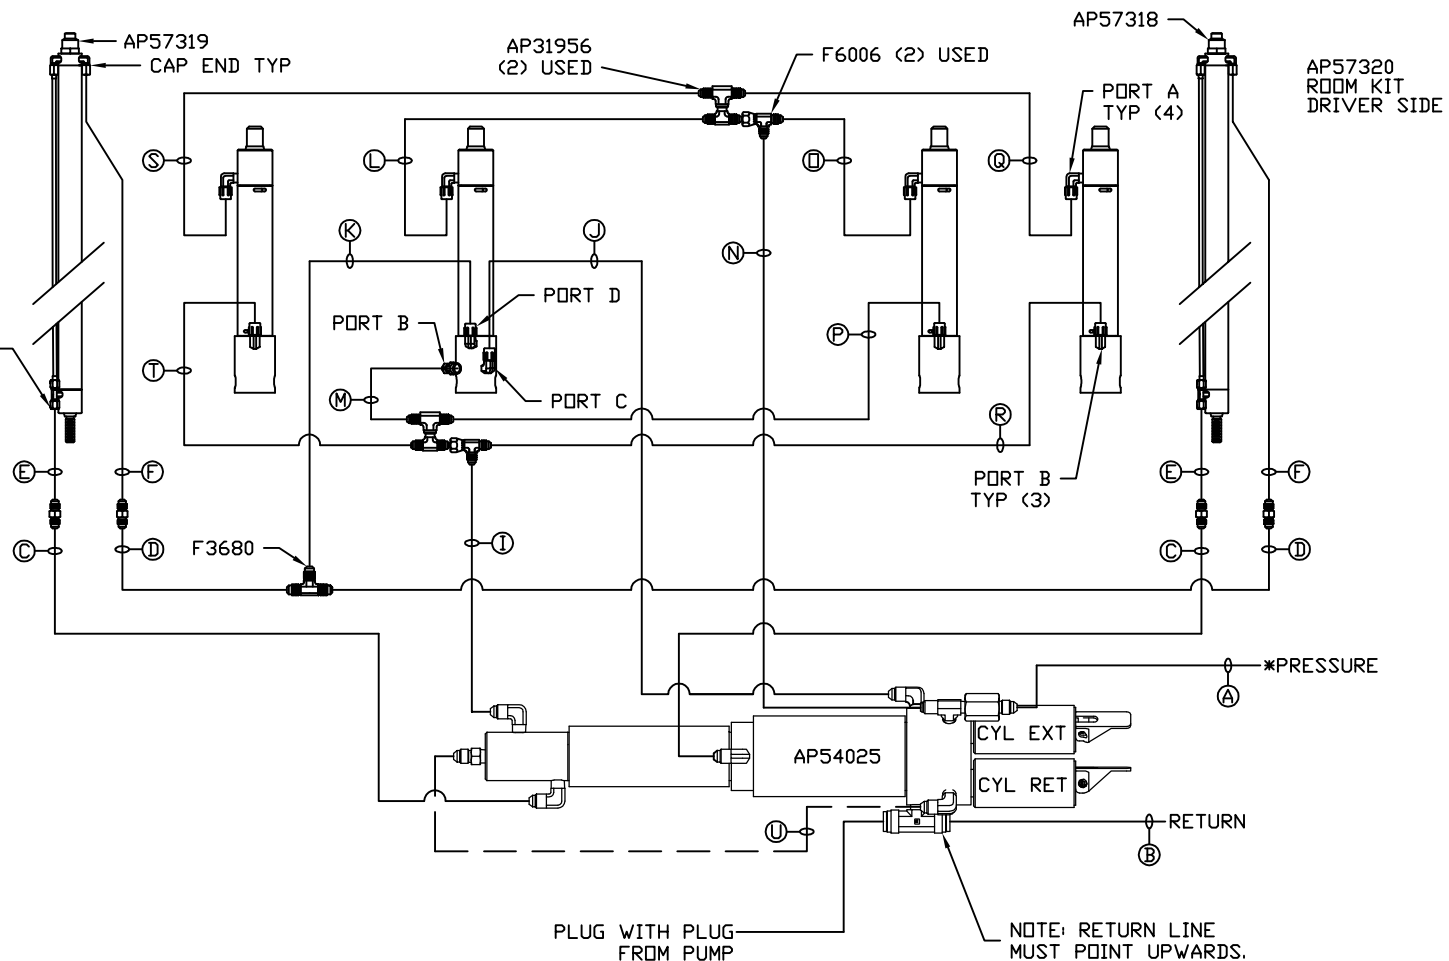 AP57319
CAP END TYP
AP31956
(2) USED
F6006 (2) USED
AP57318
PORT A
TYP (4)
AP57320
ROOM KIT
DRIVER SIDE
S
L
O
Q
K
J
N
PORT D
PORT B
P
T
M
PORT C
R
PORT B
TYP (3)
E
F
E
F
C
D
F3680
I
C
D
*PRESSURE
A
CYL EXT
AP54025
CYL RET
U
RETURN
B
PLUG WITH PLUG
FROM PUMP
NOTE: RETURN LINE
MUST POINT UPWARDS.